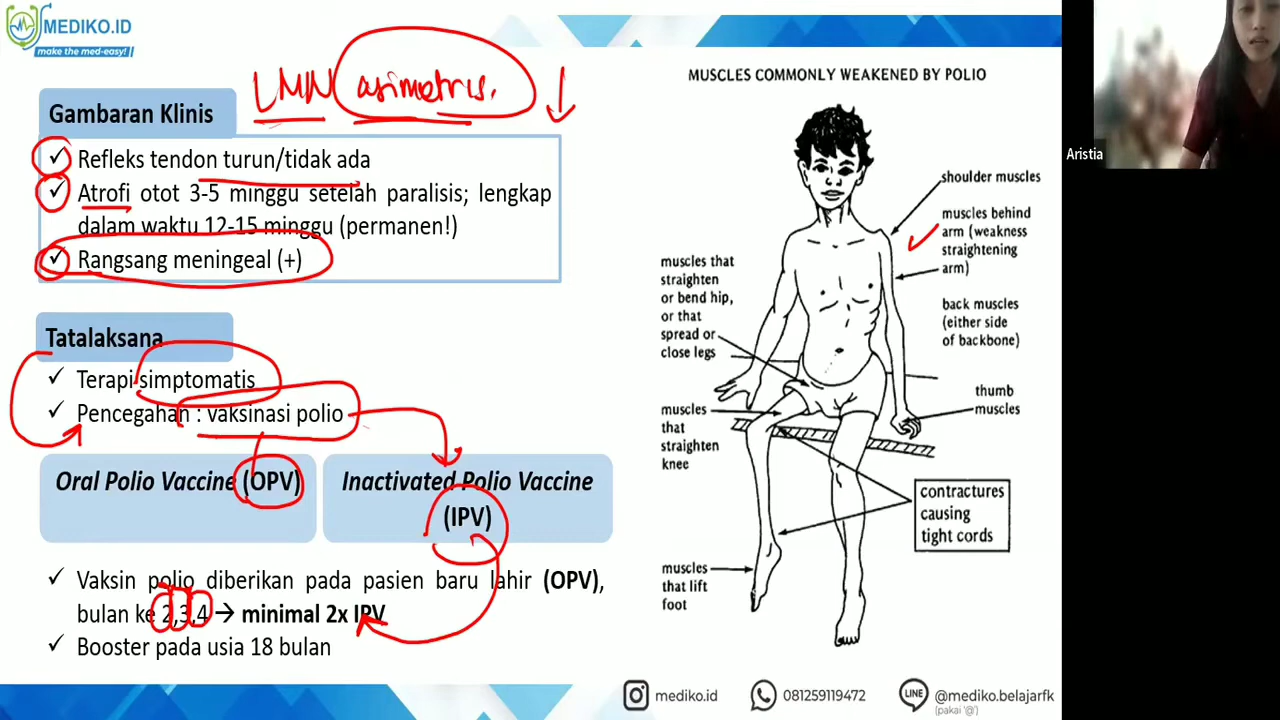 MEDIKO.ID
make the med-easy!
LMN asimetris.
Gambaran Klinis
Refleks tendon turun/tidak ada
Atrofi otot 3-5 minggu setelah paralisis; lengkap
dalam waktu 12-15 minggu (permanen!)
Rangsang meningeal (+)
Tatalaksana
Terapi simptomatis
Pencegahan : vaksinasi polio
Oral Polio Vaccine (OPV)
Inactivated Polio Vaccine
(IPV)
Vaksin polio diberikan pada pasien baru lahir (OPV),
bulan ke 2,3,4 → minimal 2x IPV
Booster pada usia 18 bulan
MUSCLES COMMONLY WEAKENED BY POLIO
shoulder muscles
muscles behind
arm (weakness
straightening
arm)
muscles that
straighten
or bend hip,
or that
spread or
close legs
back muscles
(either side
of backbone)
thumb
muscles
muscles
that
straighten
knee
contractures
causing
tight cords
muscles
that lift
foot
Aristia
mediko.id
081259119472
LINE
@mediko.belajarfk
(pakai '@')